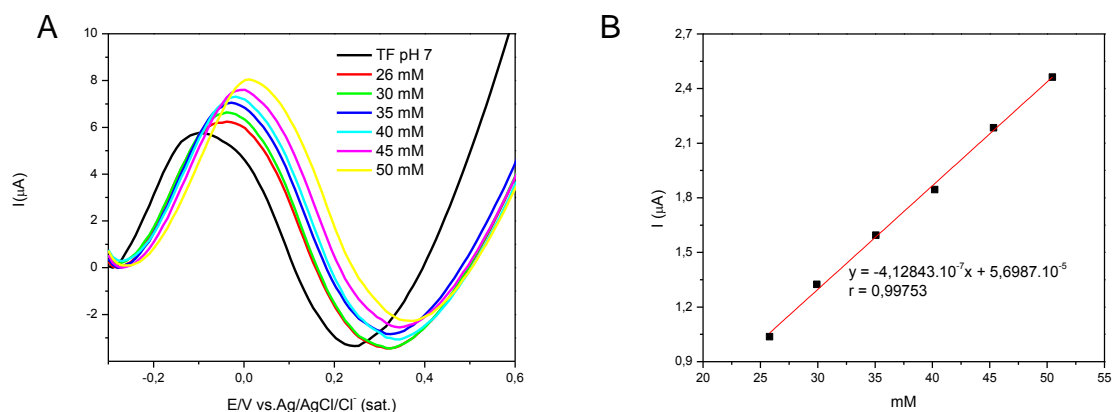 A
10
8
6
4
2
0
-2
I(µA)
-0,2
0,0
0,2
0,4
0,6
E/V vs.Ag/AgCl/Cl⁻ (sat.)
TF pH 7
26 mM
30 mM
35 mM
40 mM
45 mM
50 mM
B
2,7
2,4
2,1
1,8
1,5
1,2
0,9
I (µA)
20
25
30
35
40
45
50
55
mM
y = -4,12843.10⁻⁷x + 5,6987.10⁻⁵
r = 0,99753